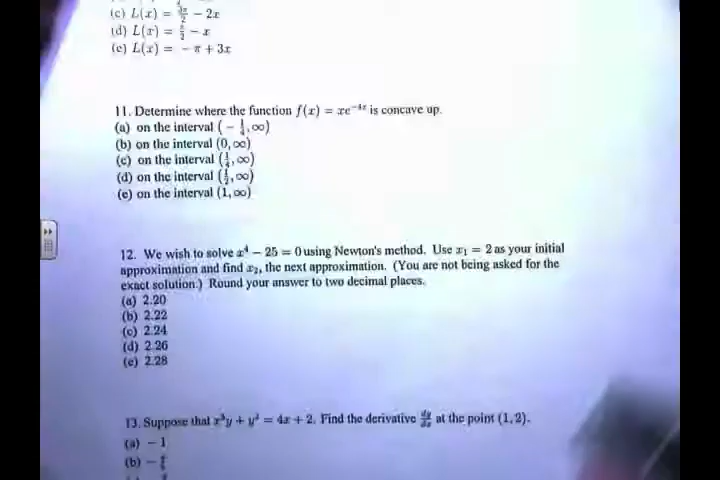 (c) L(x) = 3π/2 − 2x
(d) L(x) = π/2 − x
(e) L(x) = − π + 3x
11. Determine where the function f(x) = xe^−4x is concave up.
(a) on the interval (− 1/4, ∞)
(b) on the interval (0, ∞)
(c) on the interval (1/4, ∞)
(d) on the interval (1/2, ∞)
(e) on the interval (1, ∞)
12. We wish to solve x⁴ − 25 = 0 using Newton's method. Use x₁ = 2 as your initial
approximation and find x₂, the next approximation. (You are not being asked for the
exact solution.) Round your answer to two decimal places.
(a) 2.20
(b) 2.22
(c) 2.24
(d) 2.26
(e) 2.28
13. Suppose that x³y + y² = 4x + 2. Find the derivative dy/dx at the point (1, 2).
(a) − 1
(b) −